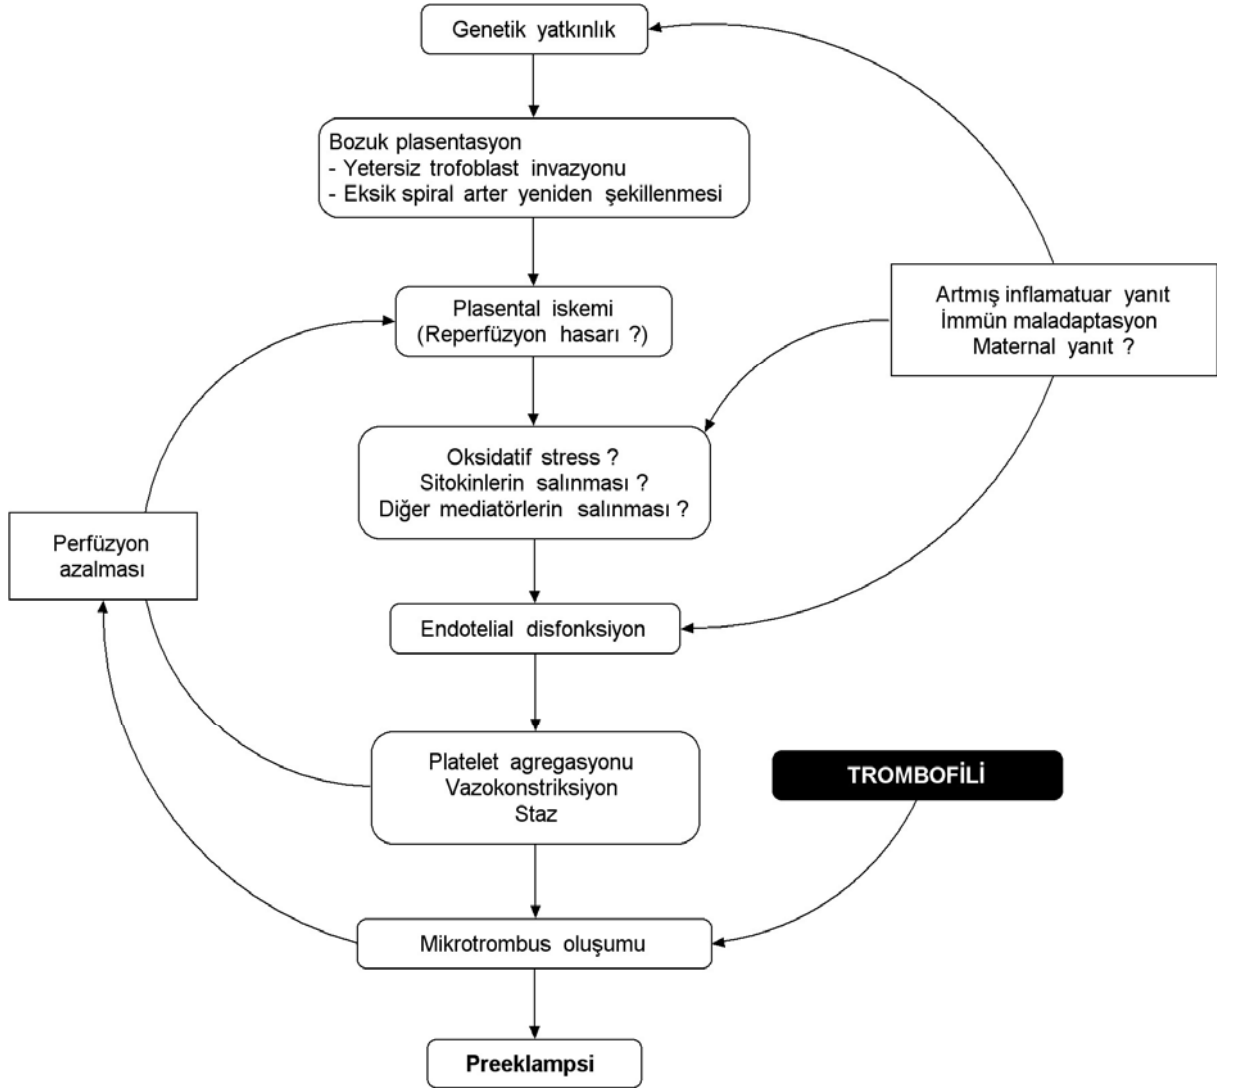 Genetik yatkınlık
Bozuk plasentasyon
- Yetersiz trofoblast invazyonu
- Eksik spiral arter yeniden şekillenmesi
Plasental iskemi
(Reperfüzyon hasarı ?)
Artmış inflamatuar yanıt
İmmün maladaptasyon
Maternal yanıt ?
Oksidatif stress ?
Sitokinlerin salınması ?
Diğer mediatörlerin salınması ?
Perfüzyon
azalması
Endotelial disfonksiyon
Platelet agregasyonu
Vazokonstriksiyon
Staz
TROMBOFİLİ
Mikrotrombus oluşumu
Preeklampsi